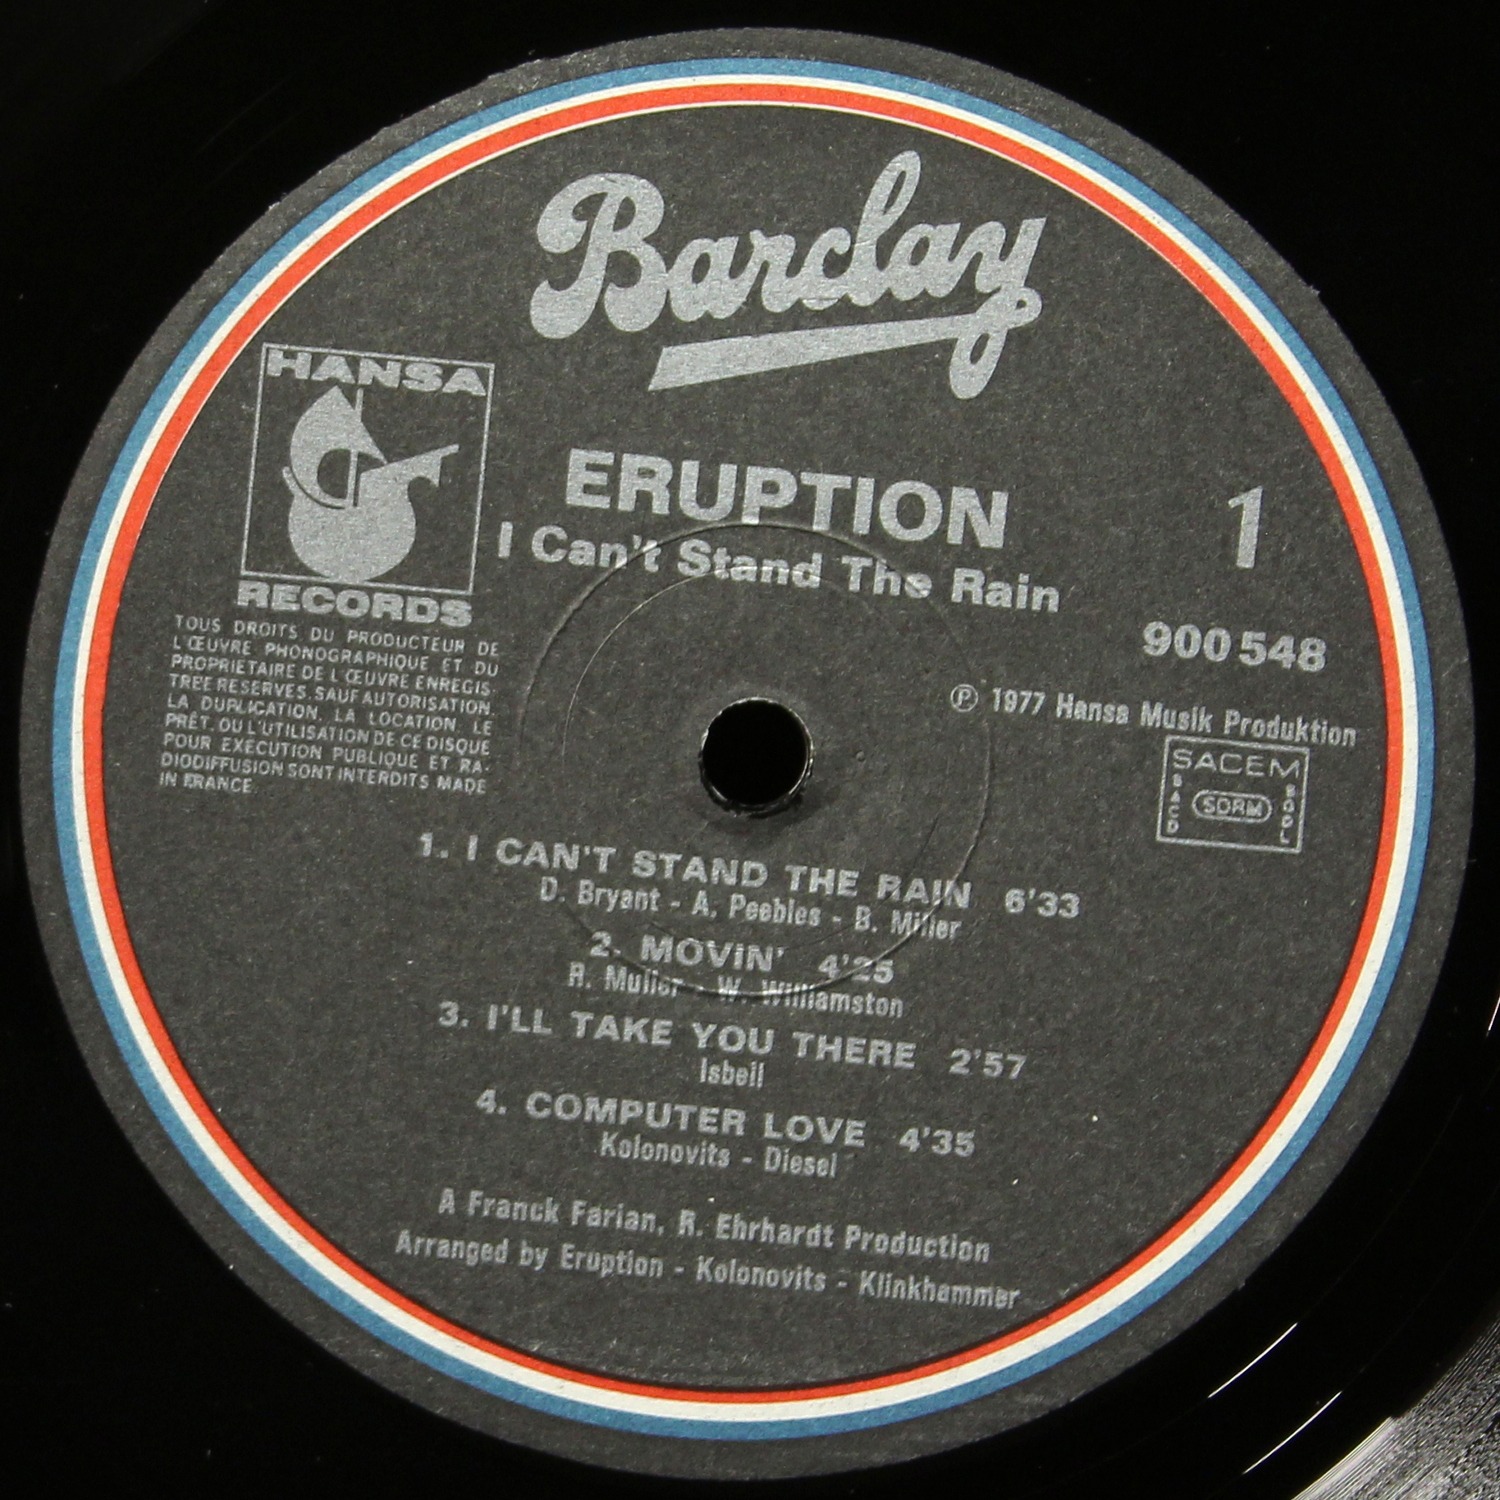 Barclay
HANSA
RECORDS
ERUPTION
I Can't Stand The Rain
1
900 548
℗ 1977 Hansa Musik Produktion
SACEM
SACD
SDRM
SGDL
TOUS DROITS DU PRODUCTEUR DE
L'ŒUVRE PHONOGRAPHIQUE ET DU
PROPRIETAIRE DE L'ŒUVRE ENREGIS-
TREE RESERVES. SAUF AUTORISATION,
LA DUPLICATION, LA LOCATION, LE
PRÊT, OU L'UTILISATION DE CE DISQUE
POUR EXECUTION PUBLIQUE ET RA-
DIODIFFUSION SONT INTERDITS MADE
IN FRANCE
1. I CAN'T STAND THE RAIN 6'33
D. Bryant - A. Peebles - B. Miller
2. MOVIN' 4'25
R. Muller - W. Williamston
3. I'LL TAKE YOU THERE 2'57
Isbell
4. COMPUTER LOVE 4'35
Kolonovits - Diesel
A Franck Farian, R. Ehrhardt Production
Arranged by Eruption - Kolonovits - Klinkhammer